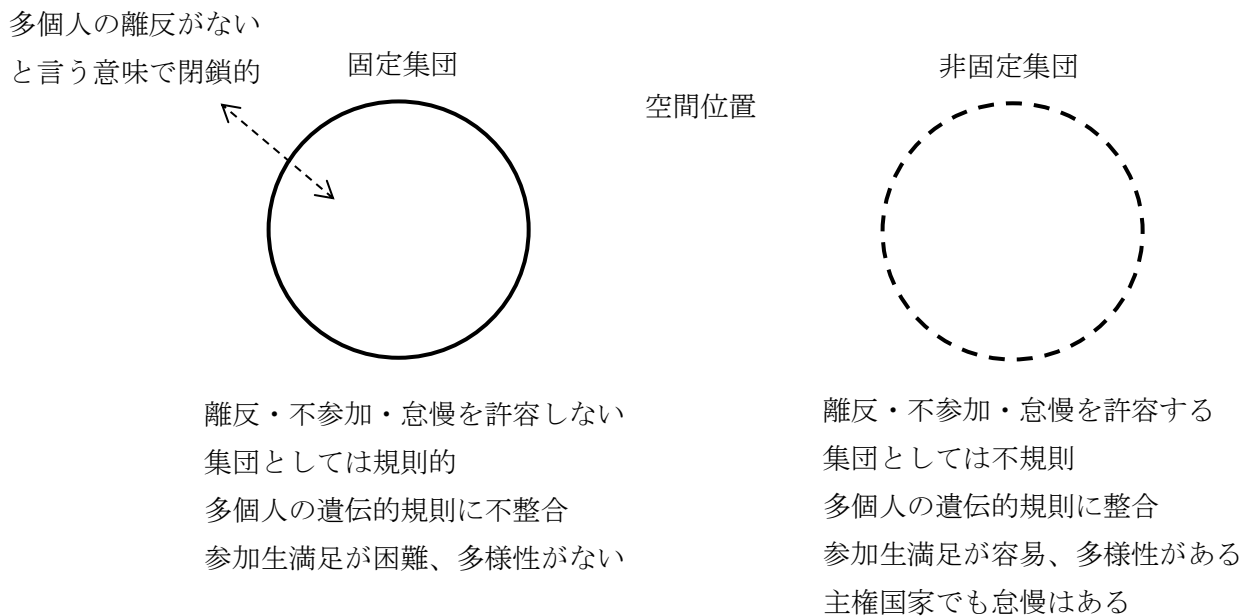 多個人の離反がない
と言う意味で閉鎖的
固定集団
空間位置
非固定集団
離反・不参加・怠慢を許容しない
集団としては規則的
多個人の遺伝的規則に不整合
参加生満足が困難、多様性がない
離反・不参加・怠慢を許容する
集団としては不規則
多個人の遺伝的規則に整合
参加生満足が容易、多様性がある
主権国家でも怠慢はある